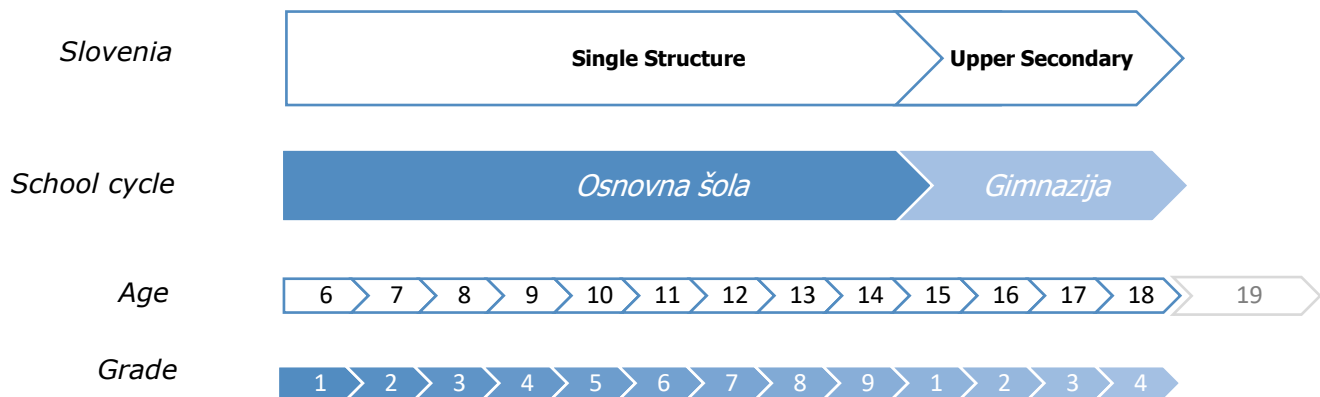 Slovenia
Single Structure
Upper Secondary
School cycle
Osnovna šola
Gimnazija
Age
6 7 8 9 10 11 12 13 14 15 16 17 18 19
Grade
1 2 3 4 5 6 7 8 9 1 2 3 4